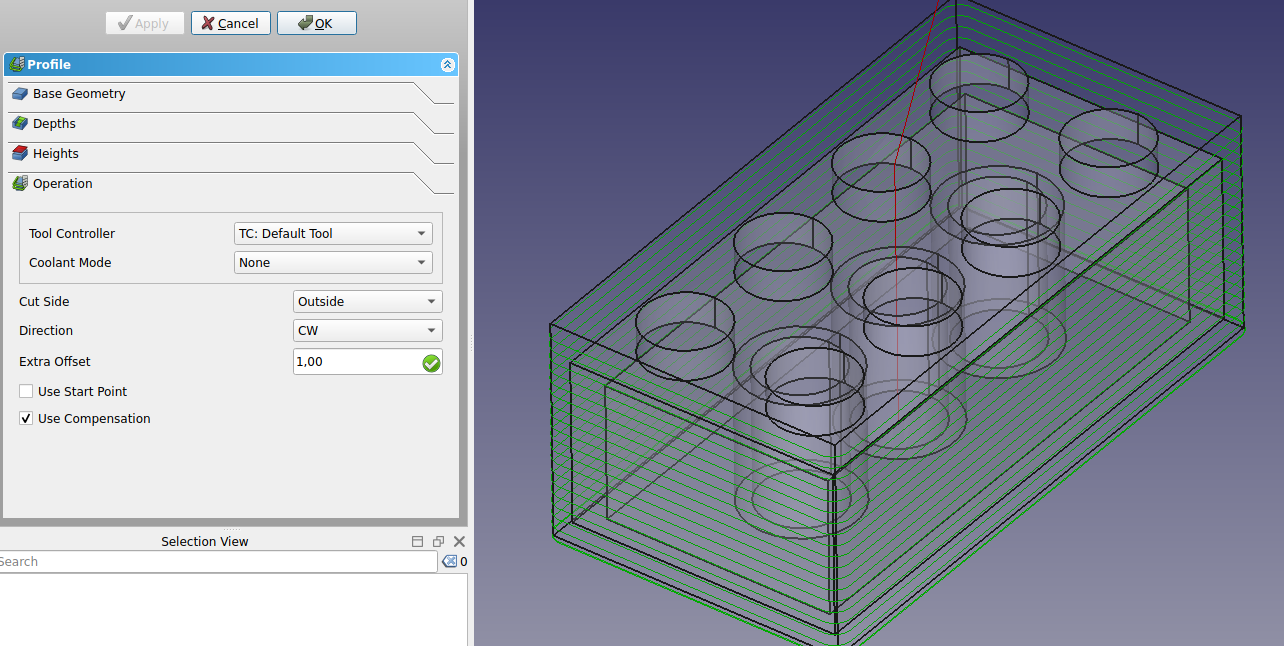 Apply Cancel OK
Profile
Base Geometry
Depths
Heights
Operation
Tool Controller TC: Default Tool
Coolant Mode None
Cut Side Outside
Direction CW
Extra Offset 1,00
Use Start Point
Use Compensation
Selection View
Search 0